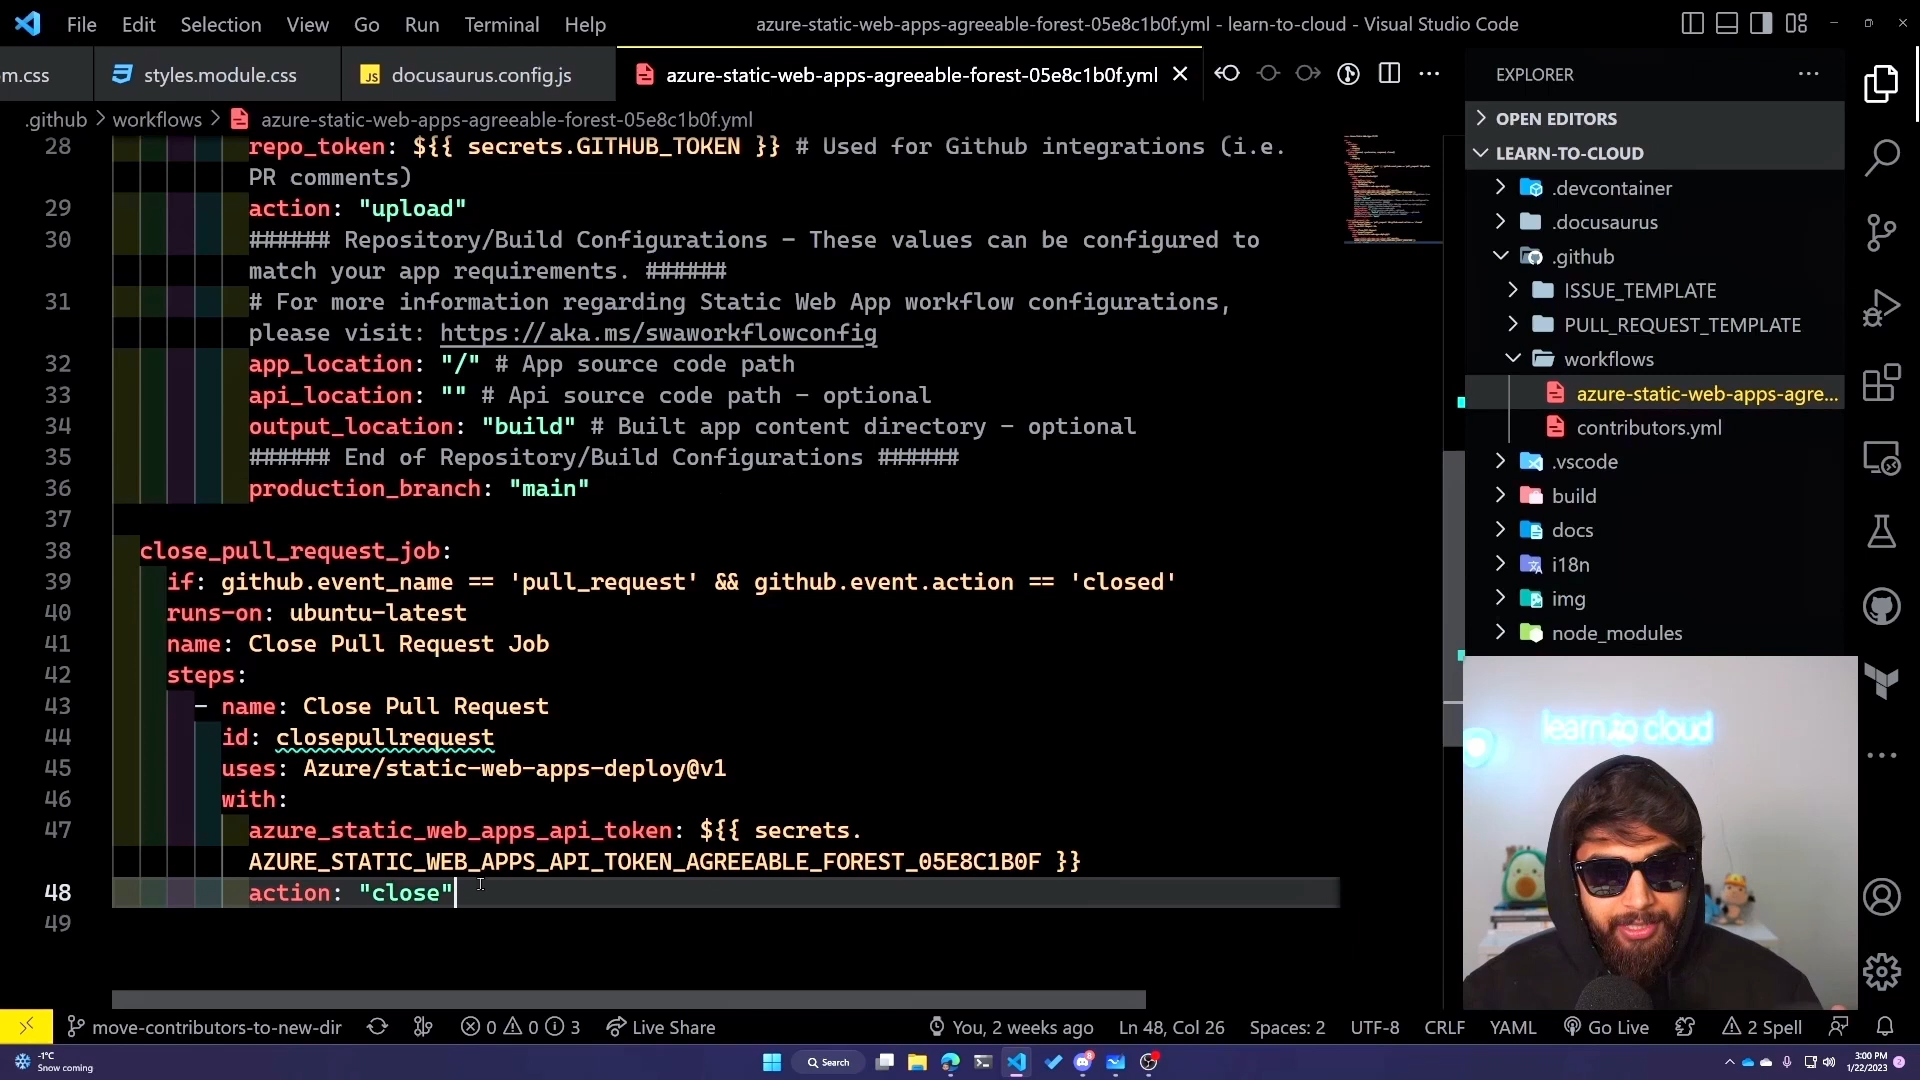 File Edit Selection View Go Run Terminal Help
azure-static-web-apps-agreeable-forest-05e8c1b0f.yml - learn-to-cloud - Visual Studio Code
m.css
styles.module.css
JS docusaurus.config.js
azure-static-web-apps-agreeable-forest-05e8c1b0f.yml
.github > workflows > azure-static-web-apps-agreeable-forest-05e8c1b0f.yml
28 repo_token: ${{ secrets.GITHUB_TOKEN }} # Used for Github integrations (i.e.
PR comments)
29 action: "upload"
30 ###### Repository/Build Configurations - These values can be configured to
match your app requirements. ######
31 # For more information regarding Static Web App workflow configurations,
please visit: https://aka.ms/swaworkflowconfig
32 app_location: "/" # App source code path
33 api_location: "" # Api source code path - optional
34 output_location: "build" # Built app content directory - optional
35 ###### End of Repository/Build Configurations ######
36 production_branch: "main"
37
38 close_pull_request_job:
39 if: github.event_name == 'pull_request' && github.event.action == 'closed'
40 runs-on: ubuntu-latest
41 name: Close Pull Request Job
42 steps:
43 - name: Close Pull Request
44 id: closepullrequest
45 uses: Azure/static-web-apps-deploy@v1
46 with:
47 azure_static_web_apps_api_token: ${{ secrets.
AZURE_STATIC_WEB_APPS_API_TOKEN_AGREEABLE_FOREST_05E8C1B0F }}
48 action: "close"
49
EXPLORER
OPEN EDITORS
LEARN-TO-CLOUD
.devcontainer
.docusaurus
.github
ISSUE_TEMPLATE
PULL_REQUEST_TEMPLATE
workflows
azure-static-web-apps-agre...
contributors.yml
.vscode
build
docs
i18n
img
node_modules
learn to cloud
move-contributors-to-new-dir 0 0 3 Live Share
You, 2 weeks ago Ln 48, Col 26 Spaces: 2 UTF-8 CRLF YAML Go Live 2 Spell
-1°C
Snow coming
Search
3:00 PM
1/22/2023